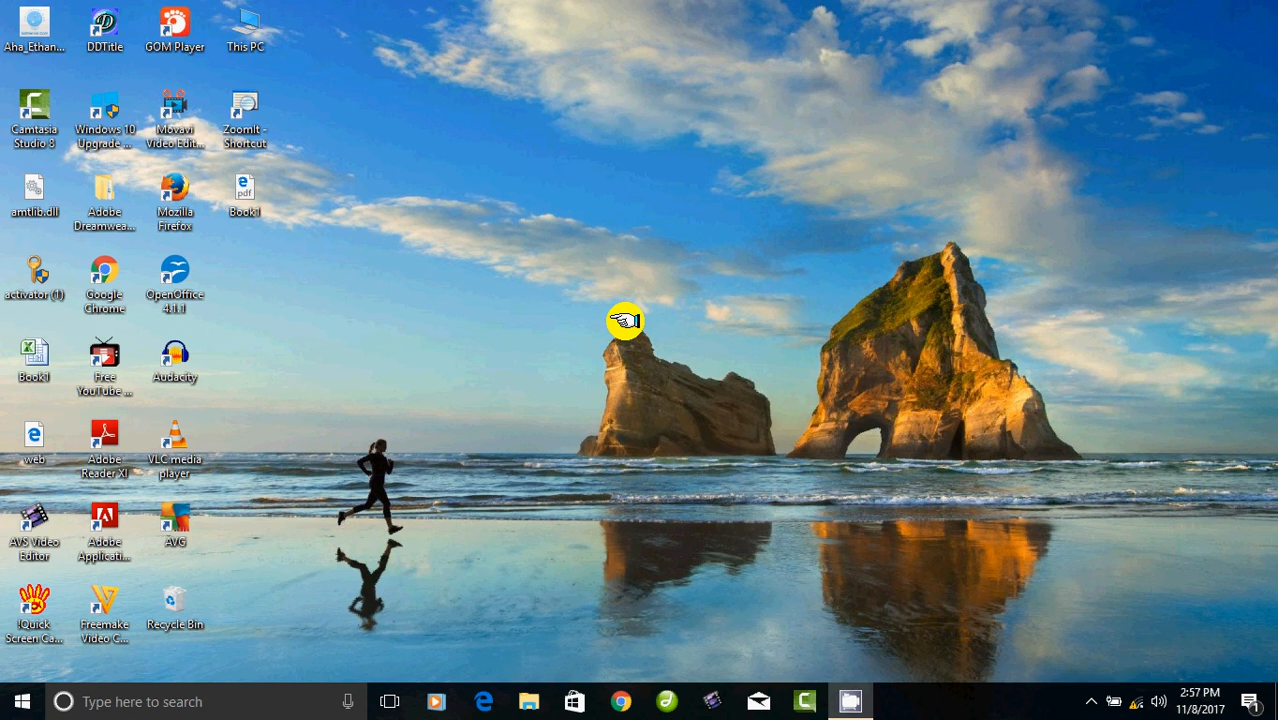 Aha_Ethan...
DDTitle
GOM Player
This PC
Camtasia
Studio 8
Windows 10
Upgrade ...
Movavi
Video Edit...
ZoomIt -
Shortcut
amtlib.dll
Adobe
Dreamwea...
Mozilla
Firefox
pdf
Book1
activator (1)
Google
Chrome
OpenOffice
4.1.1
Book1
Free
YouTube ...
Audacity
web
Adobe
Reader XI
VLC media
player
AVS Video
Editor
Adobe
Applicati...
AVG
!Quick
Screen Ca...
Freemake
Video C...
Recycle Bin
Type here to search
2:57 PM
11/8/2017
1